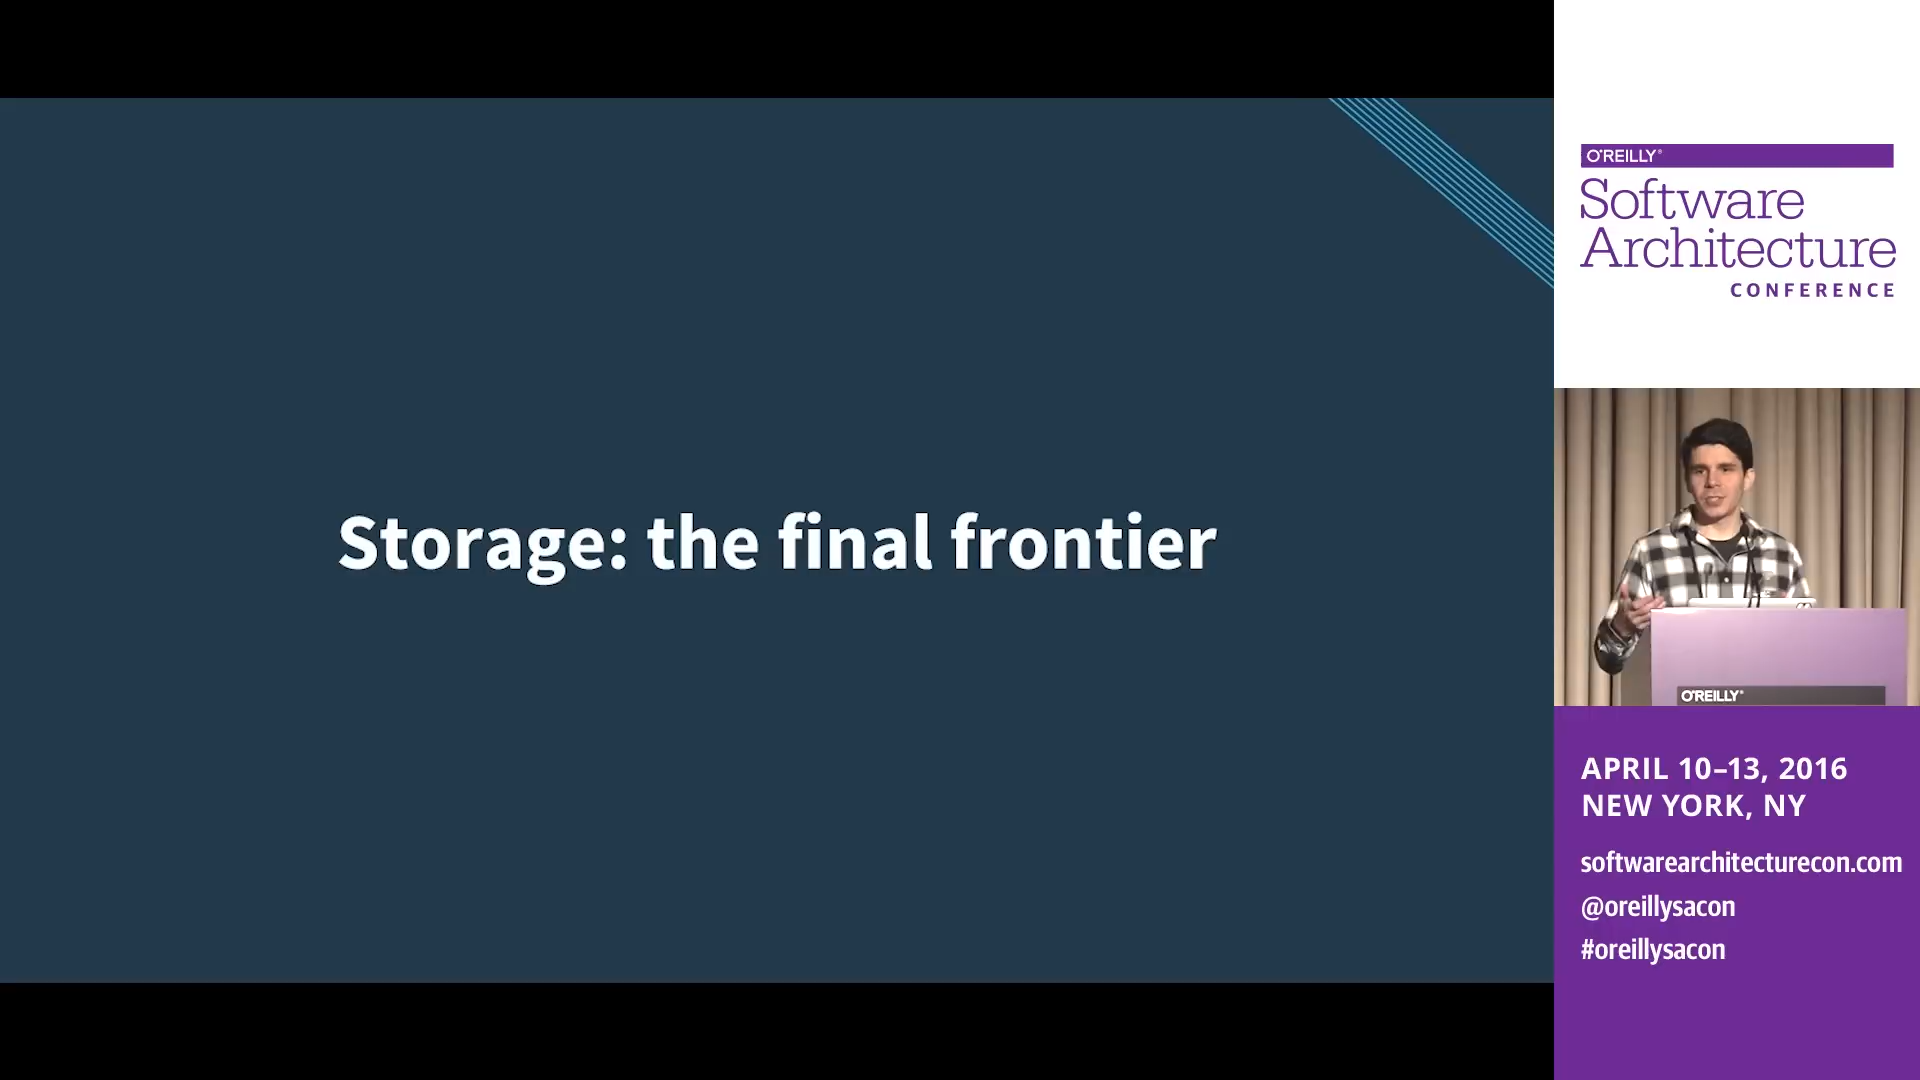 Storage: the final frontier
O'REILLY®
Software
Architecture
CONFERENCE
O'REILLY®
APRIL 10–13, 2016
NEW YORK, NY
softwarearchitecturecon.com
@oreillysacon
#oreillysacon